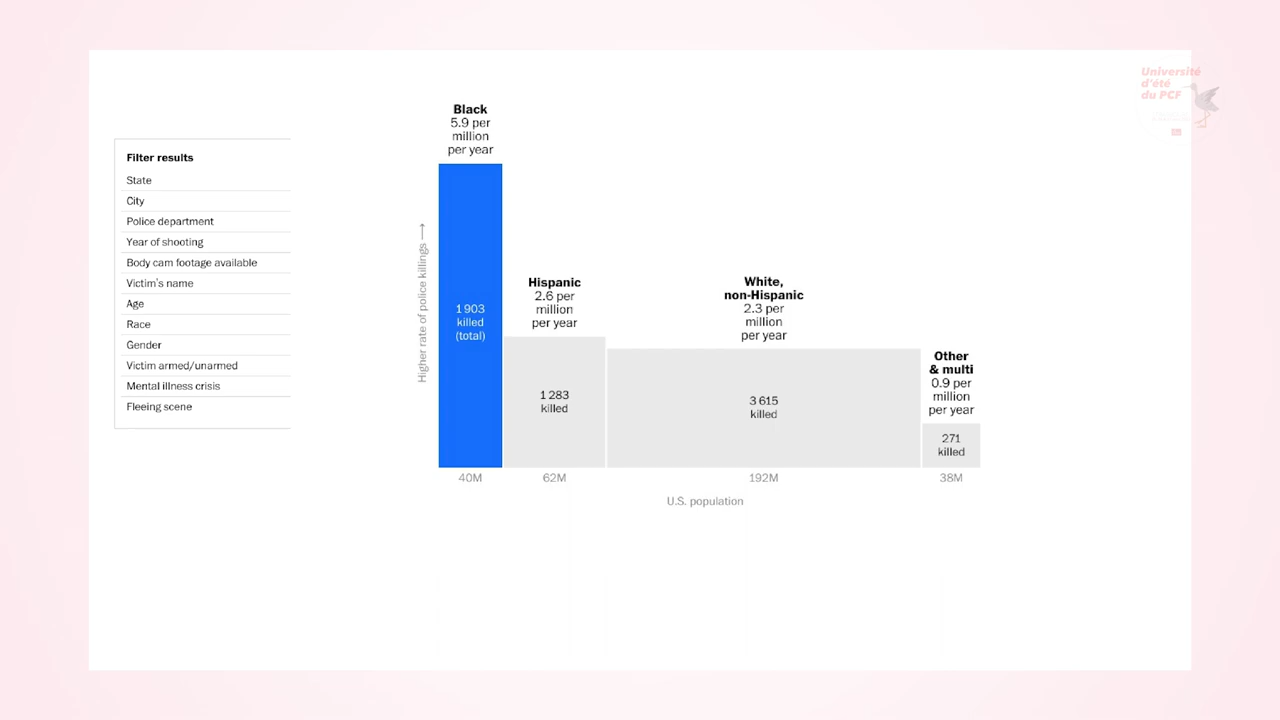 Université
d'été
du PCF
Filter results
State
City
Police department
Year of shooting
Body cam footage available
Victim's name
Age
Race
Gender
Victim armed/unarmed
Mental illness crisis
Fleeing scene
Higher rate of police killings →
Black
5.9 per
million
per year
1 903
killed
(total)
40M
Hispanic
2.6 per
million
per year
1 283
killed
62M
White,
non-Hispanic
2.3 per
million
per year
3 615
killed
192M
Other
& multi
0.9 per
million
per year
271
killed
38M
U.S. population